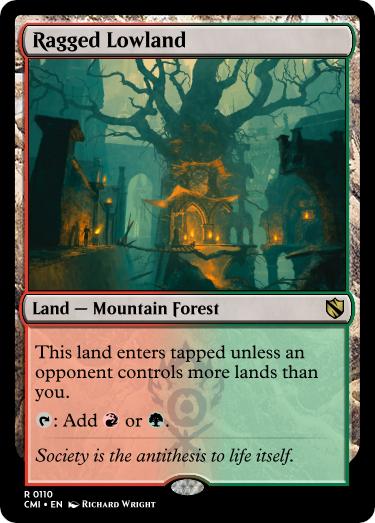 Ragged Lowland
Land — Mountain Forest
This land enters tapped unless an
opponent controls more lands than
you.
: Add or .
Society is the antithesis to life itself.
R 0110
CMI • EN Richard Wright